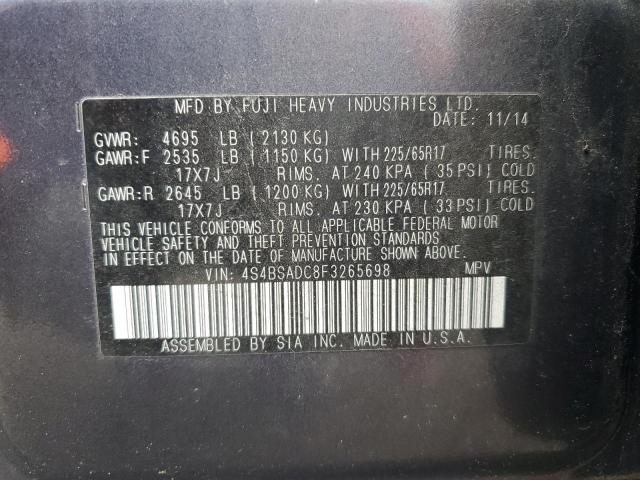 MFD BY FUJI HEAVY INDUSTRIES LTD.
DATE: 11/14
GVWR: 4695 LB (2130 KG)
GAWR:F 2535 LB (1150 KG) WITH 225/65R17 TIRES.
17X7J RIMS. AT 240 KPA (35 PSI) COLD
GAWR:R 2645 LB (1200 KG) WITH 225/65R17 TIRES.
17X7J RIMS. AT 230 KPA (33 PSI) COLD
THIS VEHICLE CONFORMS TO ALL APPLICABLE FEDERAL MOTOR
VEHICLE SAFETY AND THEFT PREVENTION STANDARDS
IN EFFECT ON THE DATE OF MANUFACTURE SHOWN ABOVE.
VIN: 4S4BSADC8F3265698 MPV
ASSEMBLED BY SIA INC. MADE IN U.S.A.